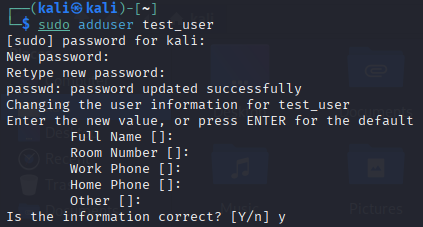 ┌──(kali㉿kali)-[~]
└─$ sudo adduser test_user
[sudo] password for kali:
New password:
Retype new password:
passwd: password updated successfully
Changing the user information for test_user
Enter the new value, or press ENTER for the default
Full Name []:
Room Number []:
Work Phone []:
Home Phone []:
Other []:
Is the information correct? [Y/n] y
Pictures